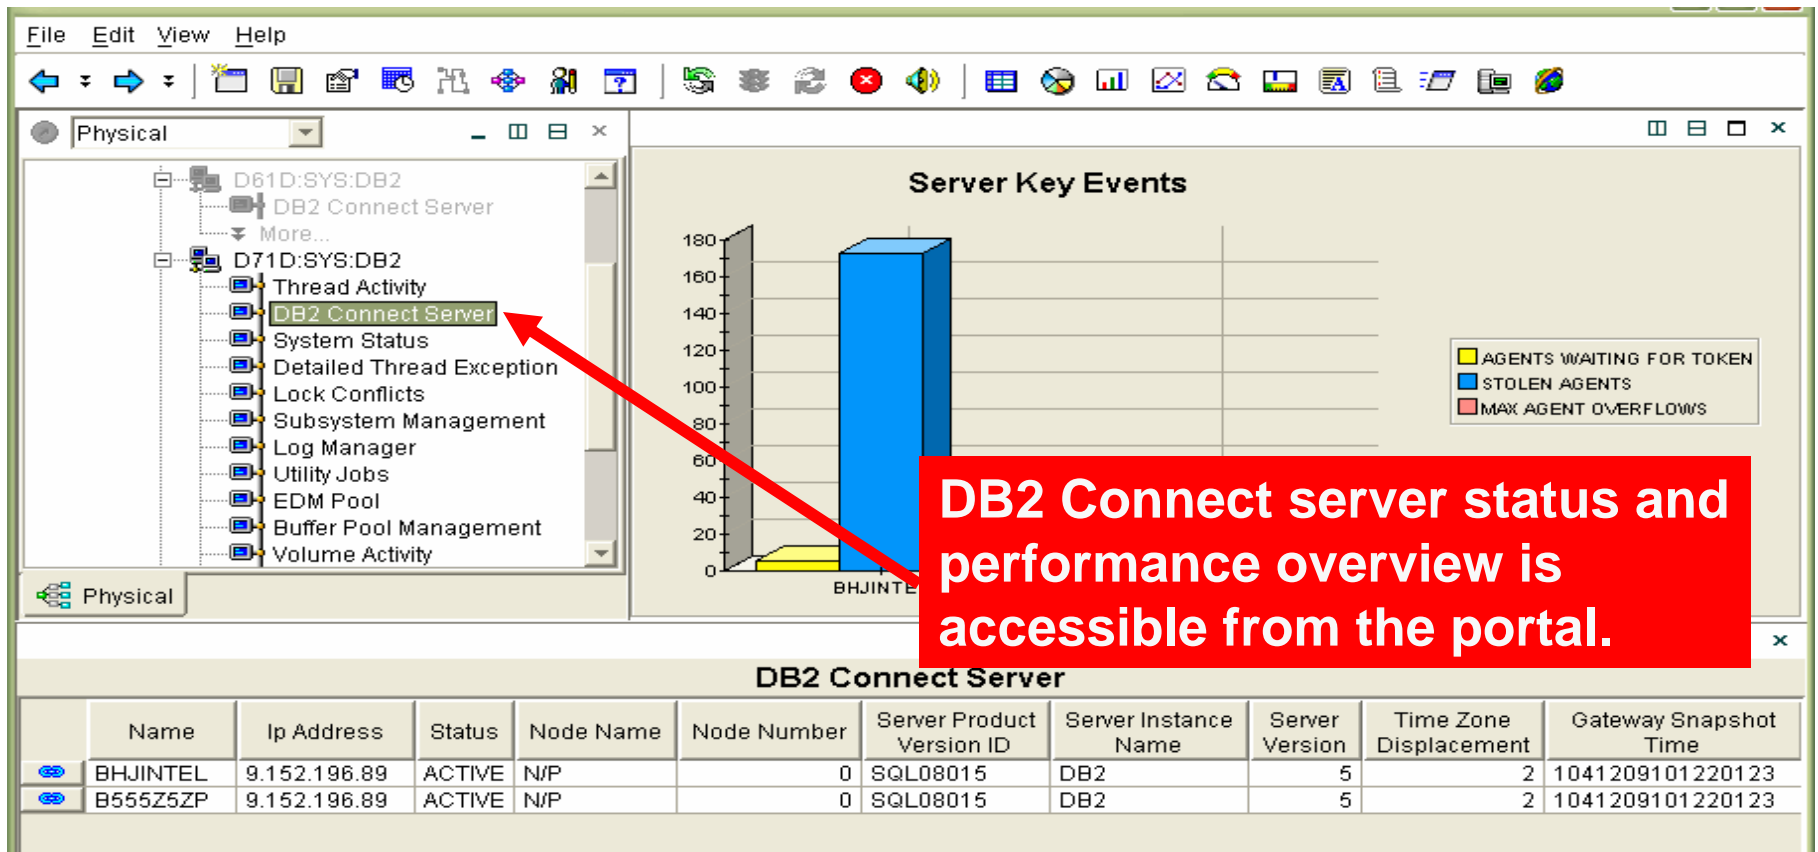 File Edit View Help
Physical
D61D:SYS:DB2
DB2 Connect Server
More...
D71D:SYS:DB2
Thread Activity
DB2 Connect Server
System Status
Detailed Thread Exception
Lock Conflicts
Subsystem Management
Log Manager
Utility Jobs
EDM Pool
Buffer Pool Management
Volume Activity
Physical
Server Key Events
180
160
140
120
100
80
60
40
20
0
AGENTS WAITING FOR TOKEN
STOLEN AGENTS
MAX AGENT OVERFLOWS
DB2 Connect server status and
performance overview is
accessible from the portal.
DB2 Connect Server
Name Ip Address Status Node Name Node Number Server Product Version ID Server Instance Name Server Version Time Zone Displacement Gateway Snapshot Time
BHJINTEL 9.152.196.89 ACTIVE N/P 0 SQL08015 DB2 5 2 1041209101220123
B555Z5ZP 9.152.196.89 ACTIVE N/P 0 SQL08015 DB2 5 2 1041209101220123